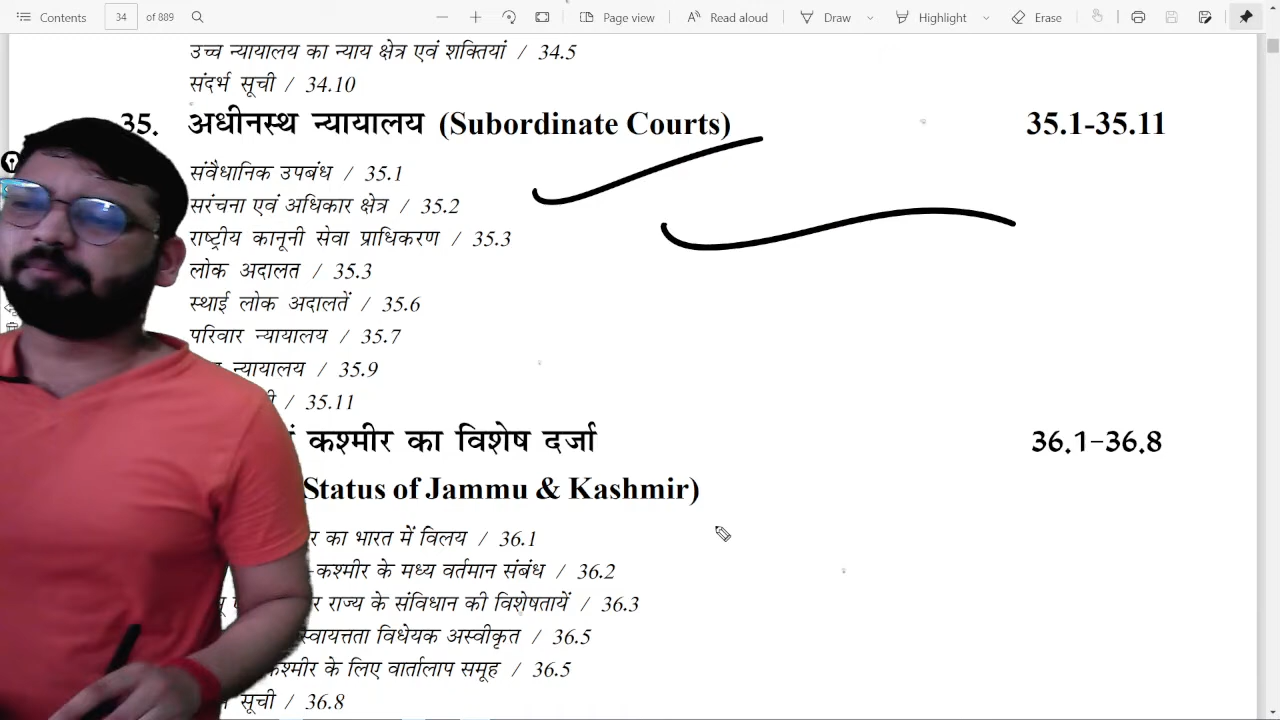 Contents 34 of 889 Page view Read aloud Draw Highlight Erase
उच्च न्यायालय का न्याय क्षेत्र एवं शक्तियां / 34.5
संदर्भ सूची / 34.10
35. अधीनस्थ न्यायालय (Subordinate Courts) 35.1-35.11
संवैधानिक उपबंध / 35.1
सरंचना एवं अधिकार क्षेत्र / 35.2
राष्ट्रीय कानूनी सेवा प्राधिकरण / 35.3
लोक अदालत / 35.3
स्थाई लोक अदालतें / 35.6
परिवार न्यायालय / 35.7
न्यायालय / 35.9
/ 35.11
कश्मीर का विशेष दर्जा 36.1-36.8
Status of Jammu & Kashmir)
का भारत में विलय / 36.1
-कश्मीर के मध्य वर्तमान संबंध / 36.2
राज्य के संविधान की विशेषतायें / 36.3
स्वायत्तता विधेयक अस्वीकृत / 36.5
कश्मीर के लिए वार्तालाप समूह / 36.5
सूची / 36.8